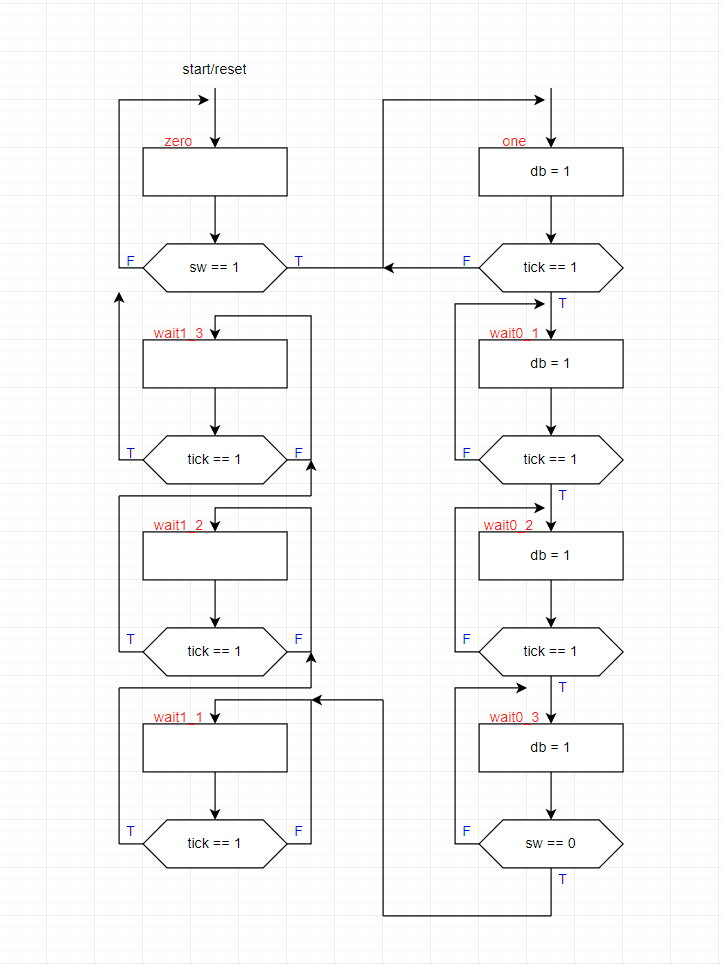 start/reset
zero
one
db = 1
F
sw == 1
T
F
tick == 1
T
wait1_3
wait0_1
db = 1
T
tick == 1
F
F
tick == 1
T
wait1_2
wait0_2
db = 1
T
tick == 1
F
F
tick == 1
T
wait1_1
wait0_3
db = 1
T
tick == 1
F
F
sw == 0
T